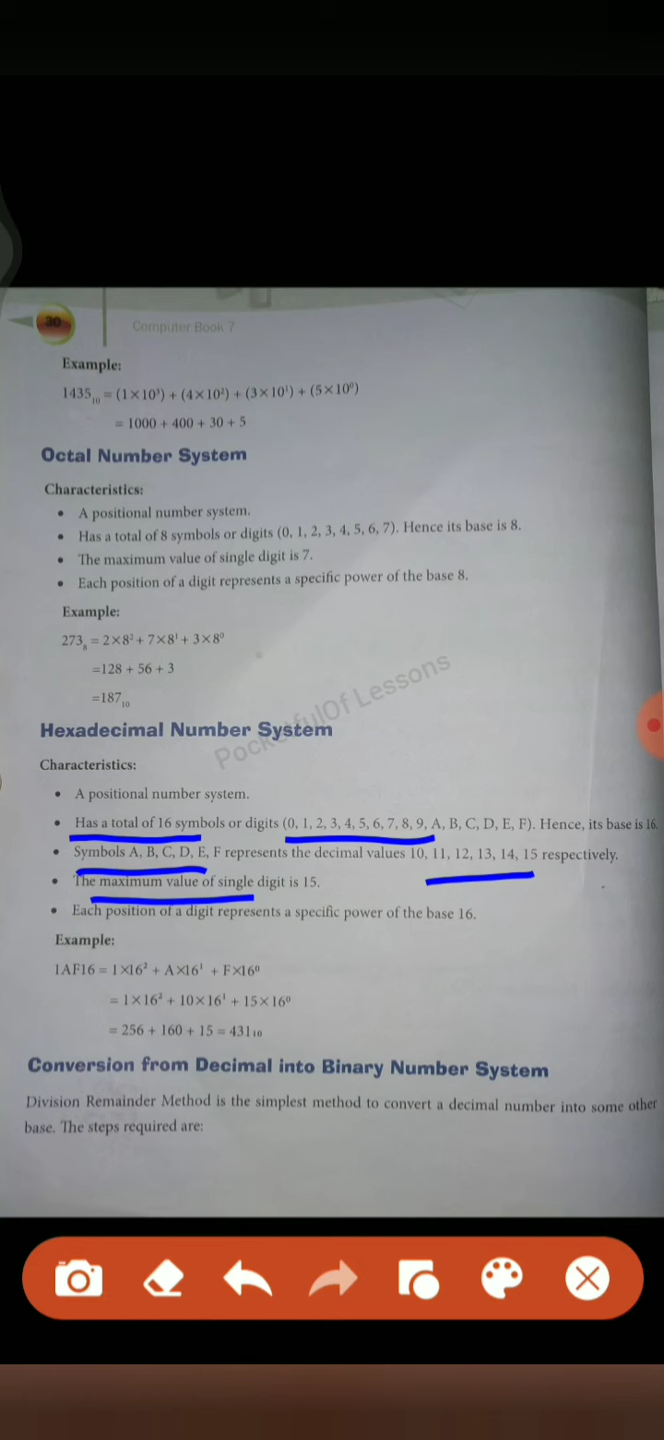 30
Computer Book 7
Example:
1435₁₀ = (1×10³) + (4×10²) + (3×10¹) + (5×10⁰)
= 1000 + 400 + 30 + 5
Octal Number System
Characteristics:
• A positional number system.
• Has a total of 8 symbols or digits (0, 1, 2, 3, 4, 5, 6, 7). Hence its base is 8.
• The maximum value of single digit is 7.
• Each position of a digit represents a specific power of the base 8.
Example:
273₈ = 2×8² + 7×8¹ + 3×8⁰
=128 + 56 + 3
=187₁₀
PocketfulOf Lessons
Hexadecimal Number System
Characteristics:
• A positional number system.
• Has a total of 16 symbols or digits (0, 1, 2, 3, 4, 5, 6, 7, 8, 9, A, B, C, D, E, F). Hence, its base is 16.
• Symbols A, B, C, D, E, F represents the decimal values 10, 11, 12, 13, 14, 15 respectively.
• The maximum value of single digit is 15.
• Each position of a digit represents a specific power of the base 16.
Example:
1AF16 = 1×16² + A×16¹ + F×16⁰
= 1×16² + 10×16¹ + 15×16⁰
= 256 + 160 + 15 = 431₁₀
Conversion from Decimal into Binary Number System
Division Remainder Method is the simplest method to convert a decimal number into some other
base. The steps required are: